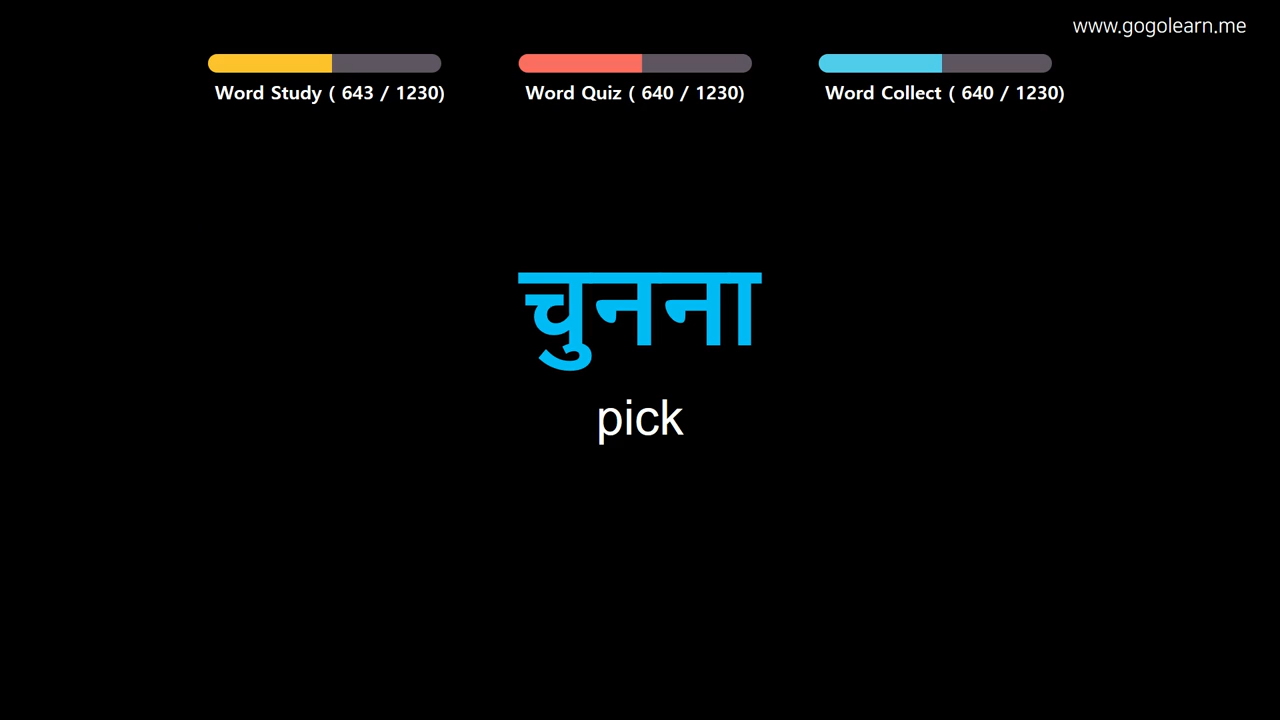 www.gogolearn.me
Word Study ( 643 / 1230)
Word Quiz ( 640 / 1230)
Word Collect ( 640 / 1230)
चुनना
pick